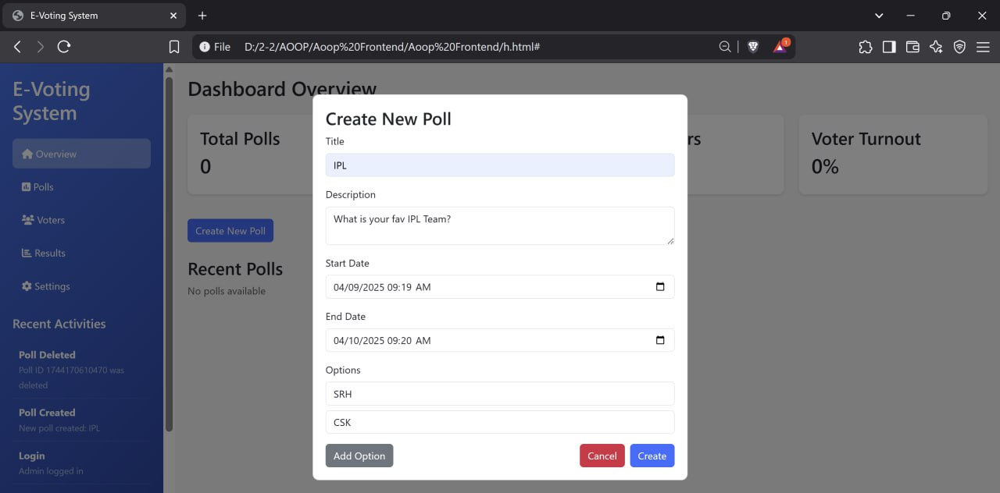 E-Voting System
File D:/2-2/AOOP/Aoop%20Frontend/Aoop%20Frontend/h.html#
1
E-Voting
System
Overview
Polls
Voters
Results
Settings
Recent Activities
Poll Deleted
Poll ID 1744170610470 was
deleted
Poll Created
New poll created: IPL
Login
Admin logged in
Dashboard Overview
Total Polls
0
rs
Voter Turnout
0%
Create New Poll
Recent Polls
No polls available
Create New Poll
Title
IPL
Description
What is your fav IPL Team?
Start Date
04/09/2025 09:19 AM
End Date
04/10/2025 09:20 AM
Options
SRH
CSK
Add Option
Cancel
Create